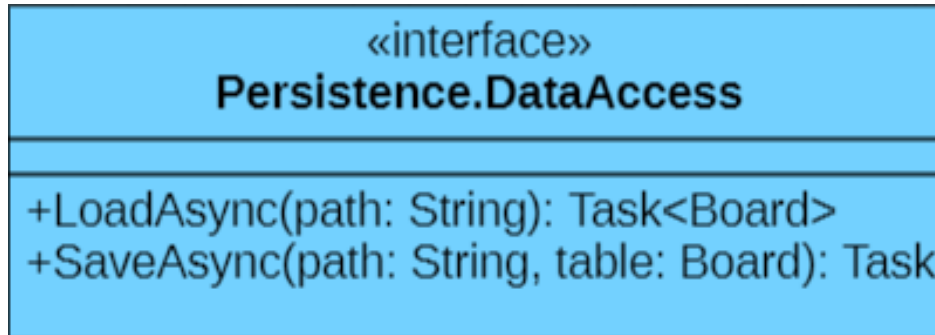 «interface»
Persistence.DataAccess
+LoadAsync(path: String): Task<Board>
+SaveAsync(path: String, table: Board): Task